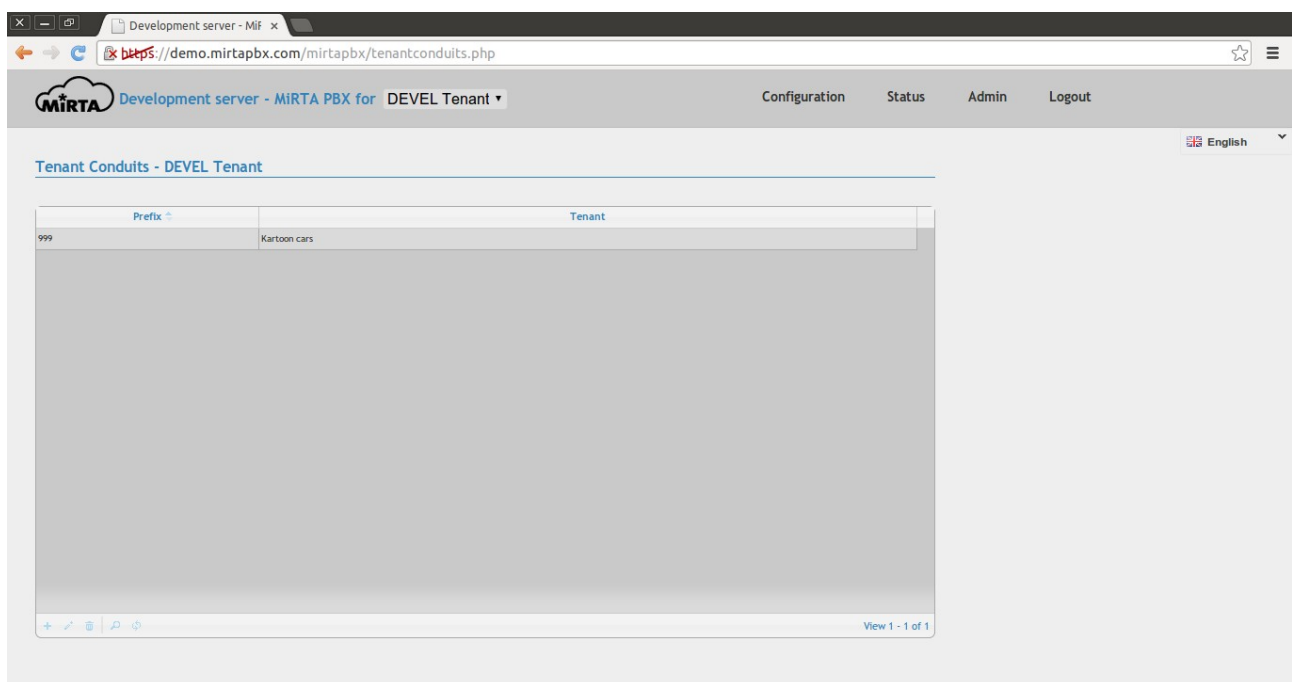 Development server - MiF
https://demo.mirtapbx.com/mirtapbx/tenantconduits.php
MiRTA Development server - MiRTA PBX for DEVEL Tenant Configuration Status Admin Logout
English
Tenant Conduits - DEVEL Tenant
Prefix Tenant
999 Kartoon cars
View 1 - 1 of 1